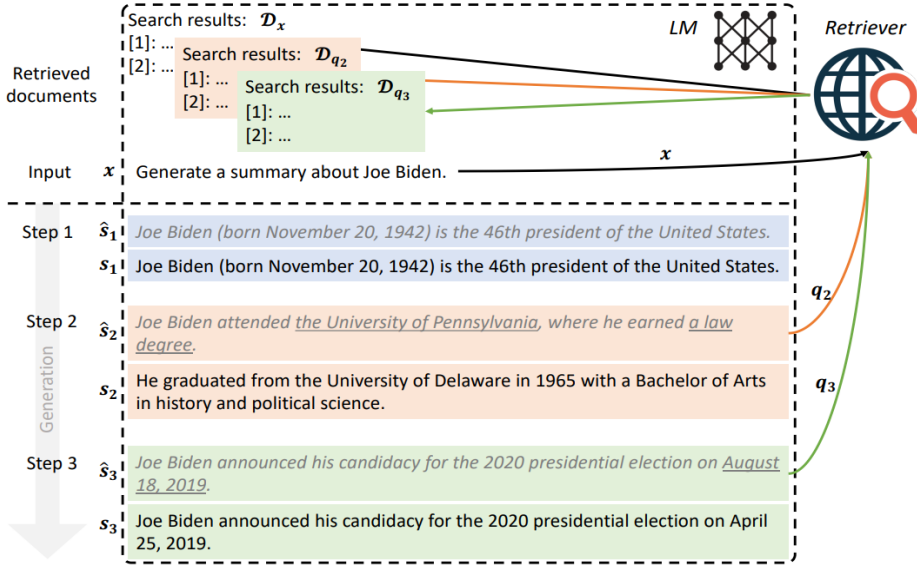 Search results: 𝓓ₓ
[1]: ...
[2]: ...
Search results: 𝓓q₂
[1]: ...
[2]: ...
Search results: 𝓓q₃
[1]: ...
[2]: ...
LM
Retriever
Retrieved
documents
Input x Generate a summary about Joe Biden.
x
Generation
Step 1 ŝ₁ Joe Biden (born November 20, 1942) is the 46th president of the United States.
s₁ Joe Biden (born November 20, 1942) is the 46th president of the United States.
q₂
Step 2 ŝ₂ Joe Biden attended the University of Pennsylvania, where he earned a law
degree.
s₂ He graduated from the University of Delaware in 1965 with a Bachelor of Arts
in history and political science.
q₃
Step 3 ŝ₃ Joe Biden announced his candidacy for the 2020 presidential election on August
18, 2019.
s₃ Joe Biden announced his candidacy for the 2020 presidential election on April
25, 2019.